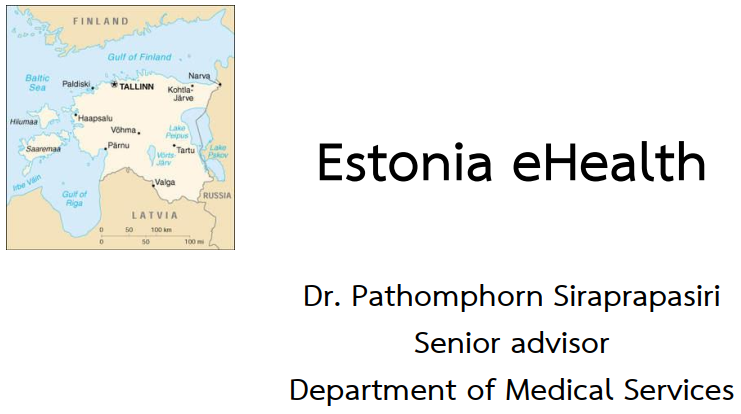 FINLAND
Gulf of Finland
Baltic
Sea
Paldiski
TALLINN
Narva
Kohtla-
Järve
Hiiumaa
Haapsalu
Võhma
Lake
Peipus
Saaremaa
Pärnu
Võrts-
Järv
Tartu
Lake
Pskov
Irbe Väin
Gulf of
Riga
Valga
RUSSIA
LATVIA
0 50 100 km
0 50 100 mi
Estonia eHealth
Dr. Pathomphorn Siraprapasiri
Senior advisor
Department of Medical Services